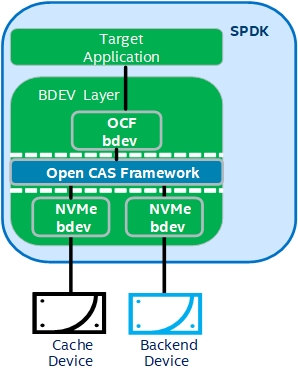 SPDK
Target
Application
BDEV Layer
OCF
bdev
Open CAS Framework
NVMe
bdev
NVMe
bdev
Cache
Device
Backend
Device